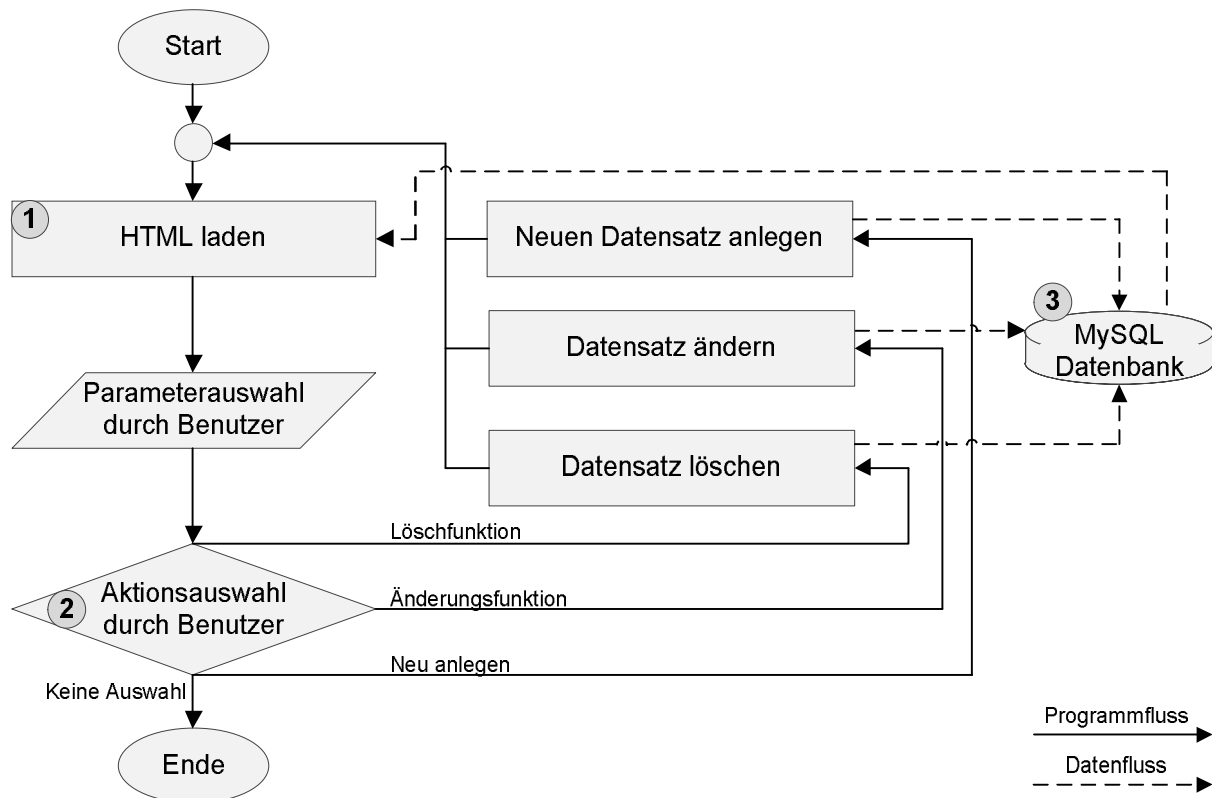 Start
1
HTML laden
Neuen Datensatz anlegen
3
MySQL
Datenbank
Datensatz ändern
Parameterauswahl
durch Benutzer
Datensatz löschen
Löschfunktion
2
Aktionsauswahl
durch Benutzer
Änderungsfunktion
Neu anlegen
Keine Auswahl
Ende
Programmfluss
Datenfluss